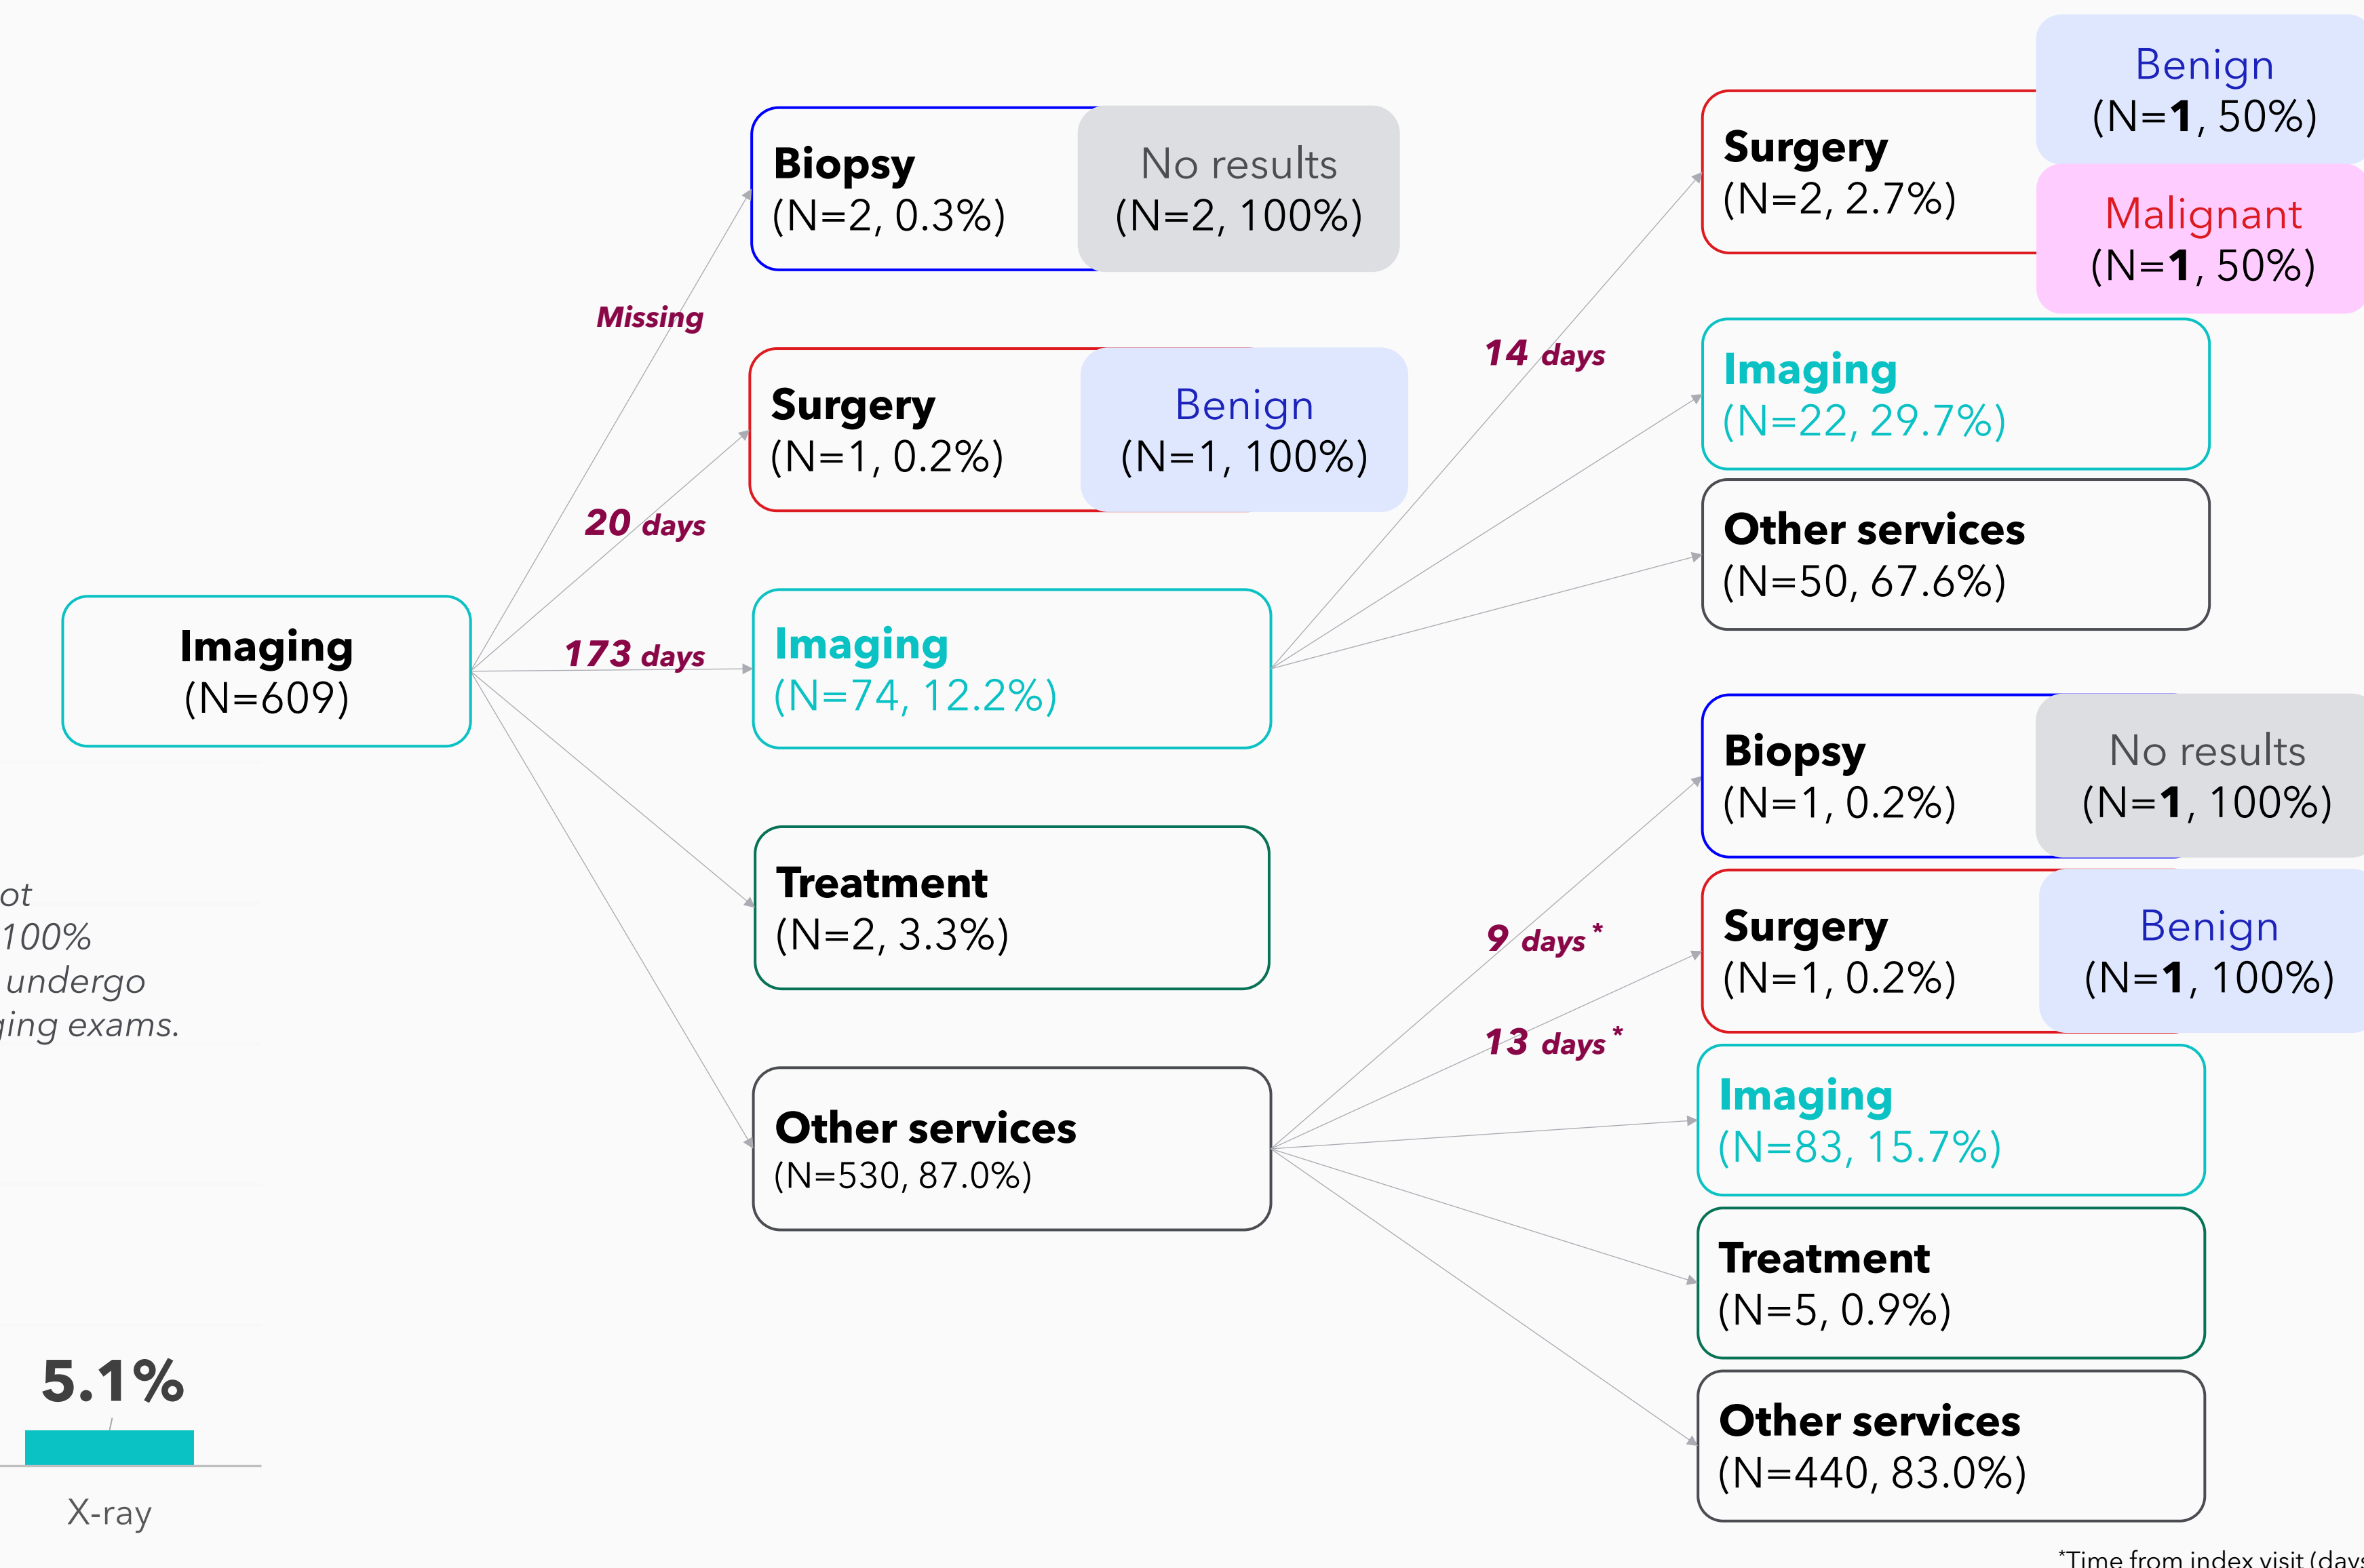 Imaging
(N=609)
Missing
20 days
173 days
Biopsy
(N=2, 0.3%)
No results
(N=2, 100%)
Surgery
(N=1, 0.2%)
Benign
(N=1, 100%)
Imaging
(N=74, 12.2%)
Treatment
(N=2, 3.3%)
Other services
(N=530, 87.0%)
14 days
Surgery
(N=2, 2.7%)
Benign
(N=1, 50%)
Malignant
(N=1, 50%)
Imaging
(N=22, 29.7%)
Other services
(N=50, 67.6%)
9 days*
13 days*
Biopsy
(N=1, 0.2%)
No results
(N=1, 100%)
Surgery
(N=1, 0.2%)
Benign
(N=1, 100%)
Imaging
(N=83, 15.7%)
Treatment
(N=5, 0.9%)
Other services
(N=440, 83.0%)
100%
undergo
exams.
5.1%
X-ray
*Time from index visit (days